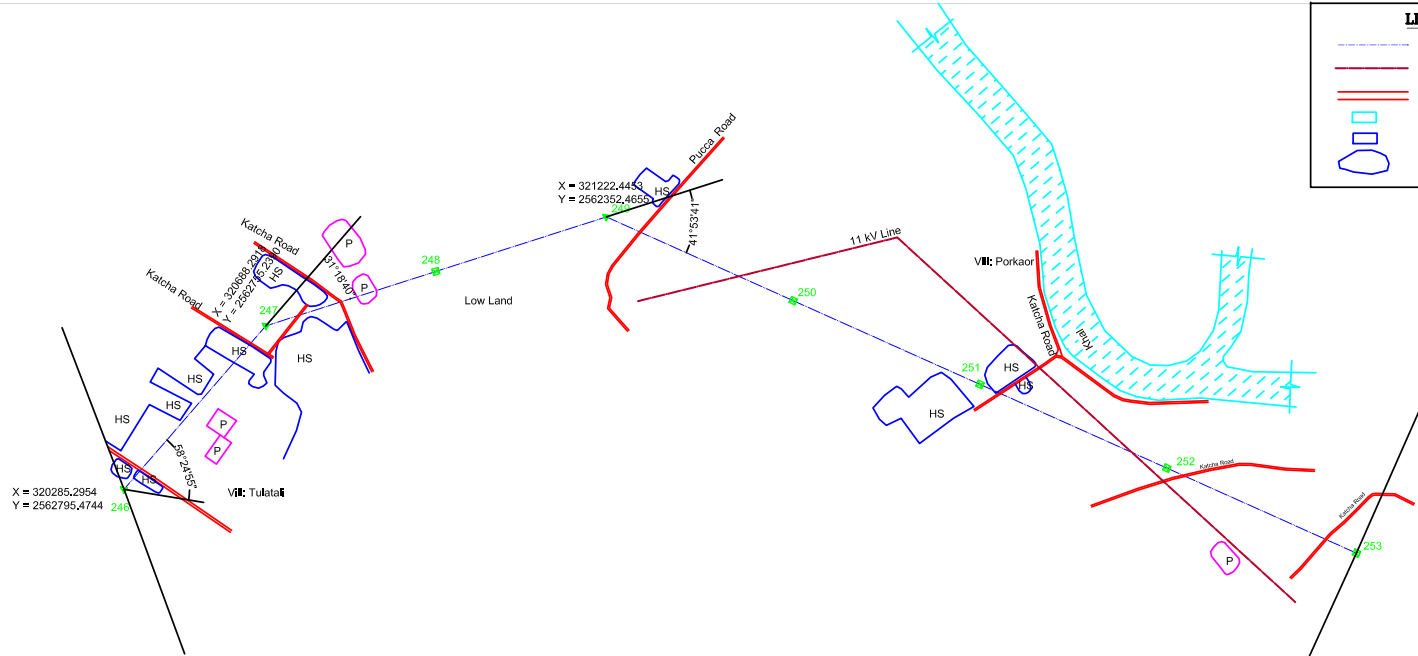 Pucca Road
X = 321222.4453
Y = 2562352.4655
HS
249
41°53'41"
11 kV Line
Vill: Porkaor
Katcha Road
P
HS
31°18'40"
P
Katcha Road
247
248
Low Land
250
Katcha Road
Khal
251
HS
HS
HS
HS
HS
HS
HS
HS
P
P
58°24'55"
HS
HS
Vill: Tulatali
X = 320285.2954
Y = 2562795.4744
246
252
Katcha Road
Katcha Road
253
P